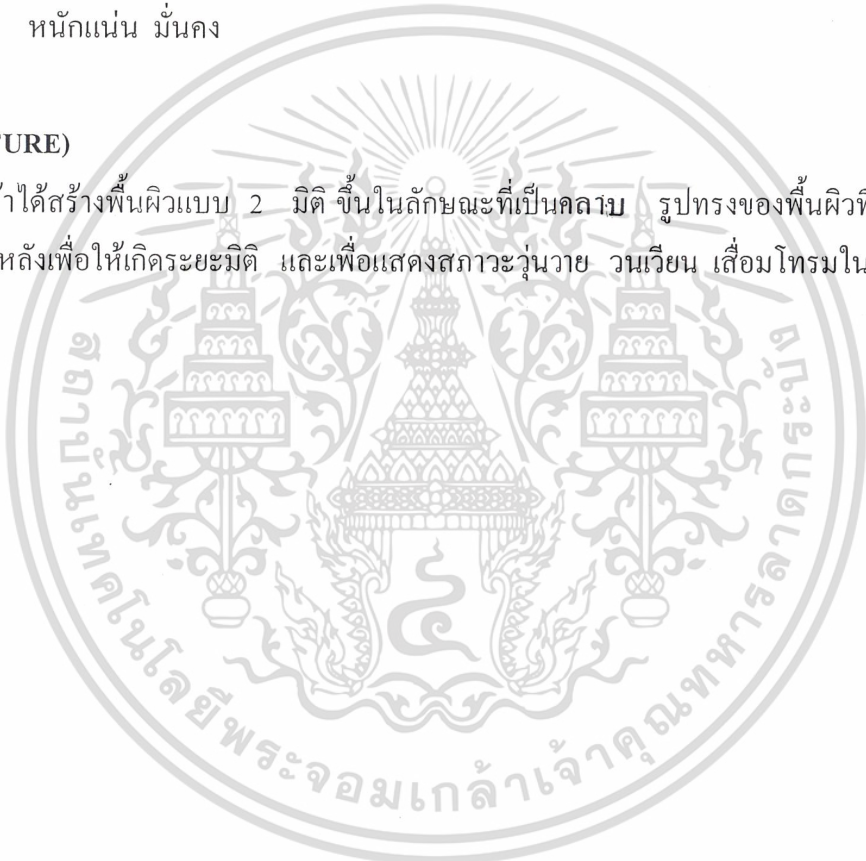 หนักแน่น มั่นคง
TURE)
าได้สร้างพื้นผิวแบบ 2 มิติ ขึ้นในลักษณะที่เป็นคลาบ รูปทรงของพื้นผิวที
หลังเพื่อให้เกิดระยะมิติ และเพื่อแสดงสภาวะวุ่นวาย วนเวียน เสื่อมโทรมใน
สถาบันเทคโนโลยีพระจอมเกล้าเจ้าคุณทหารลาดกระบัง
๔